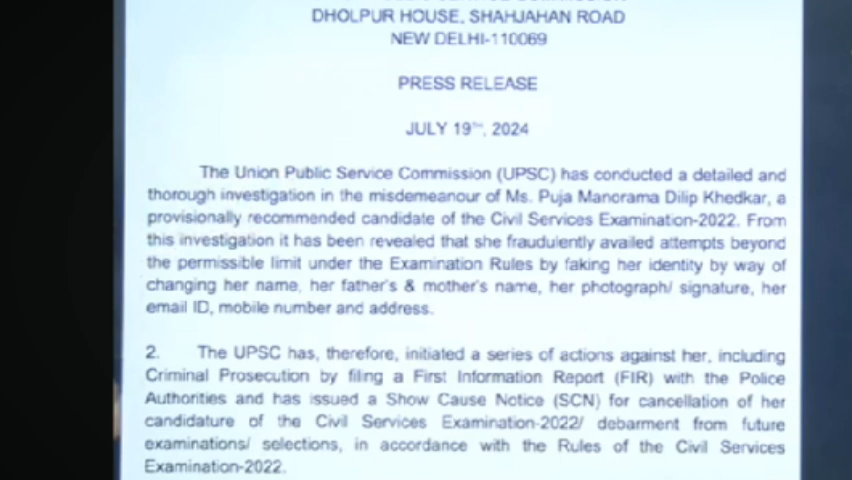 DHOLPUR HOUSE, SHAHJAHAN ROAD
NEW DELHI-110069
PRESS RELEASE
JULY 19TH, 2024
The Union Public Service Commission (UPSC) has conducted a detailed and
thorough investigation in the misdemeanour of Ms. Puja Manorama Dilip Khedkar, a
provisionally recommended candidate of the Civil Services Examination-2022. From
this investigation it has been revealed that she fraudulently availed attempts beyond
the permissible limit under the Examination Rules by faking her identity by way of
changing her name, her father's & mother's name, her photograph/ signature, her
email ID, mobile number and address.
2. The UPSC has, therefore, initiated a series of actions against her, including
Criminal Prosecution by filing a First Information Report (FIR) with the Police
Authorities and has issued a Show Cause Notice (SCN) for cancellation of her
candidature of the Civil Services Examination-2022/ debarment from future
examinations/ selections, in accordance with the Rules of the Civil Services
Examination-2022.